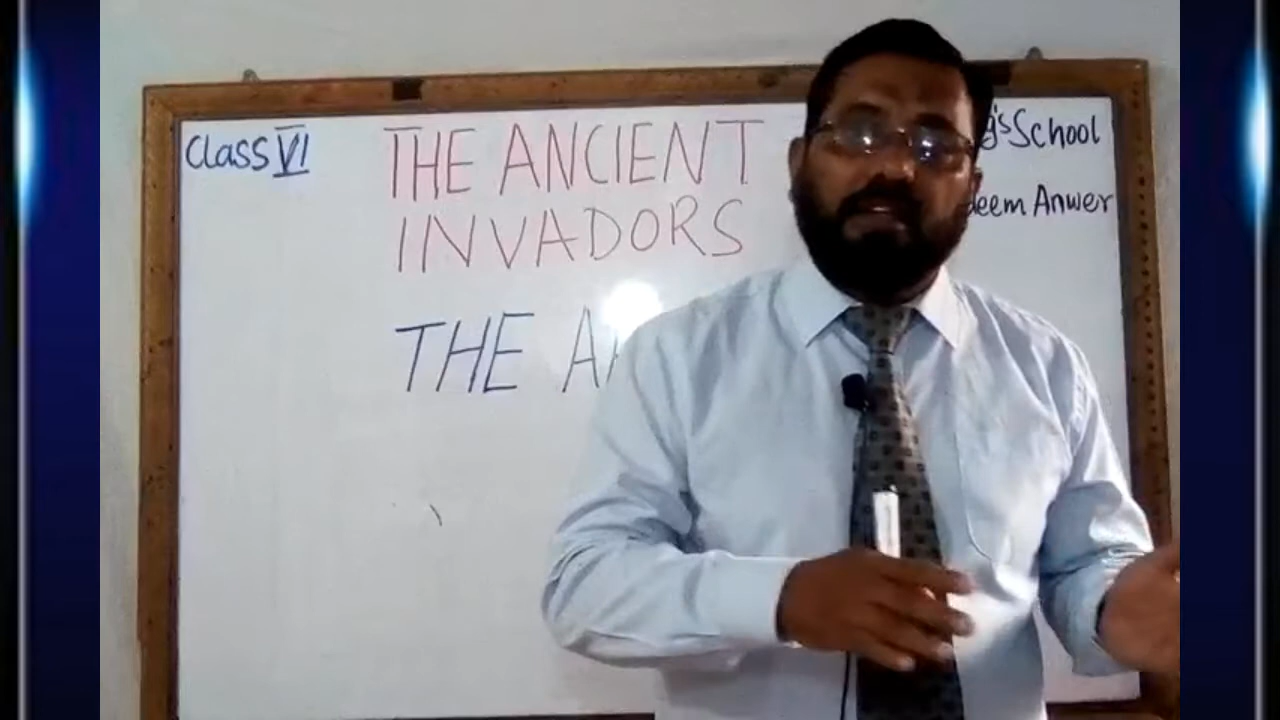 Class VI
THE ANCIENT
INVADORS
School
Anwer
THE